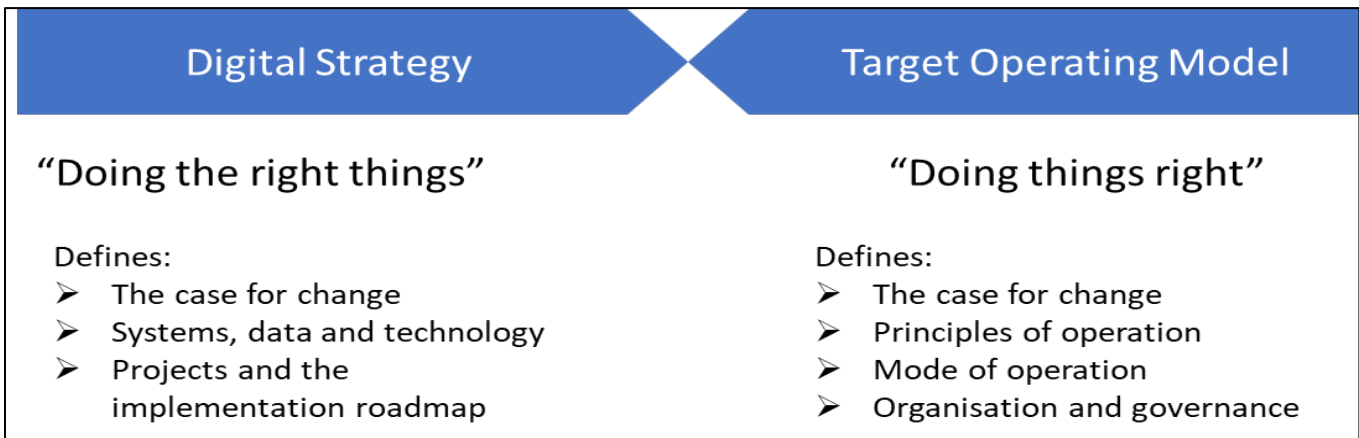 Digital Strategy
Target Operating Model
“Doing the right things”
“Doing things right”
Defines:
➢ The case for change
➢ Systems, data and technology
➢ Projects and the
implementation roadmap
Defines:
➢ The case for change
➢ Principles of operation
➢ Mode of operation
➢ Organisation and governance